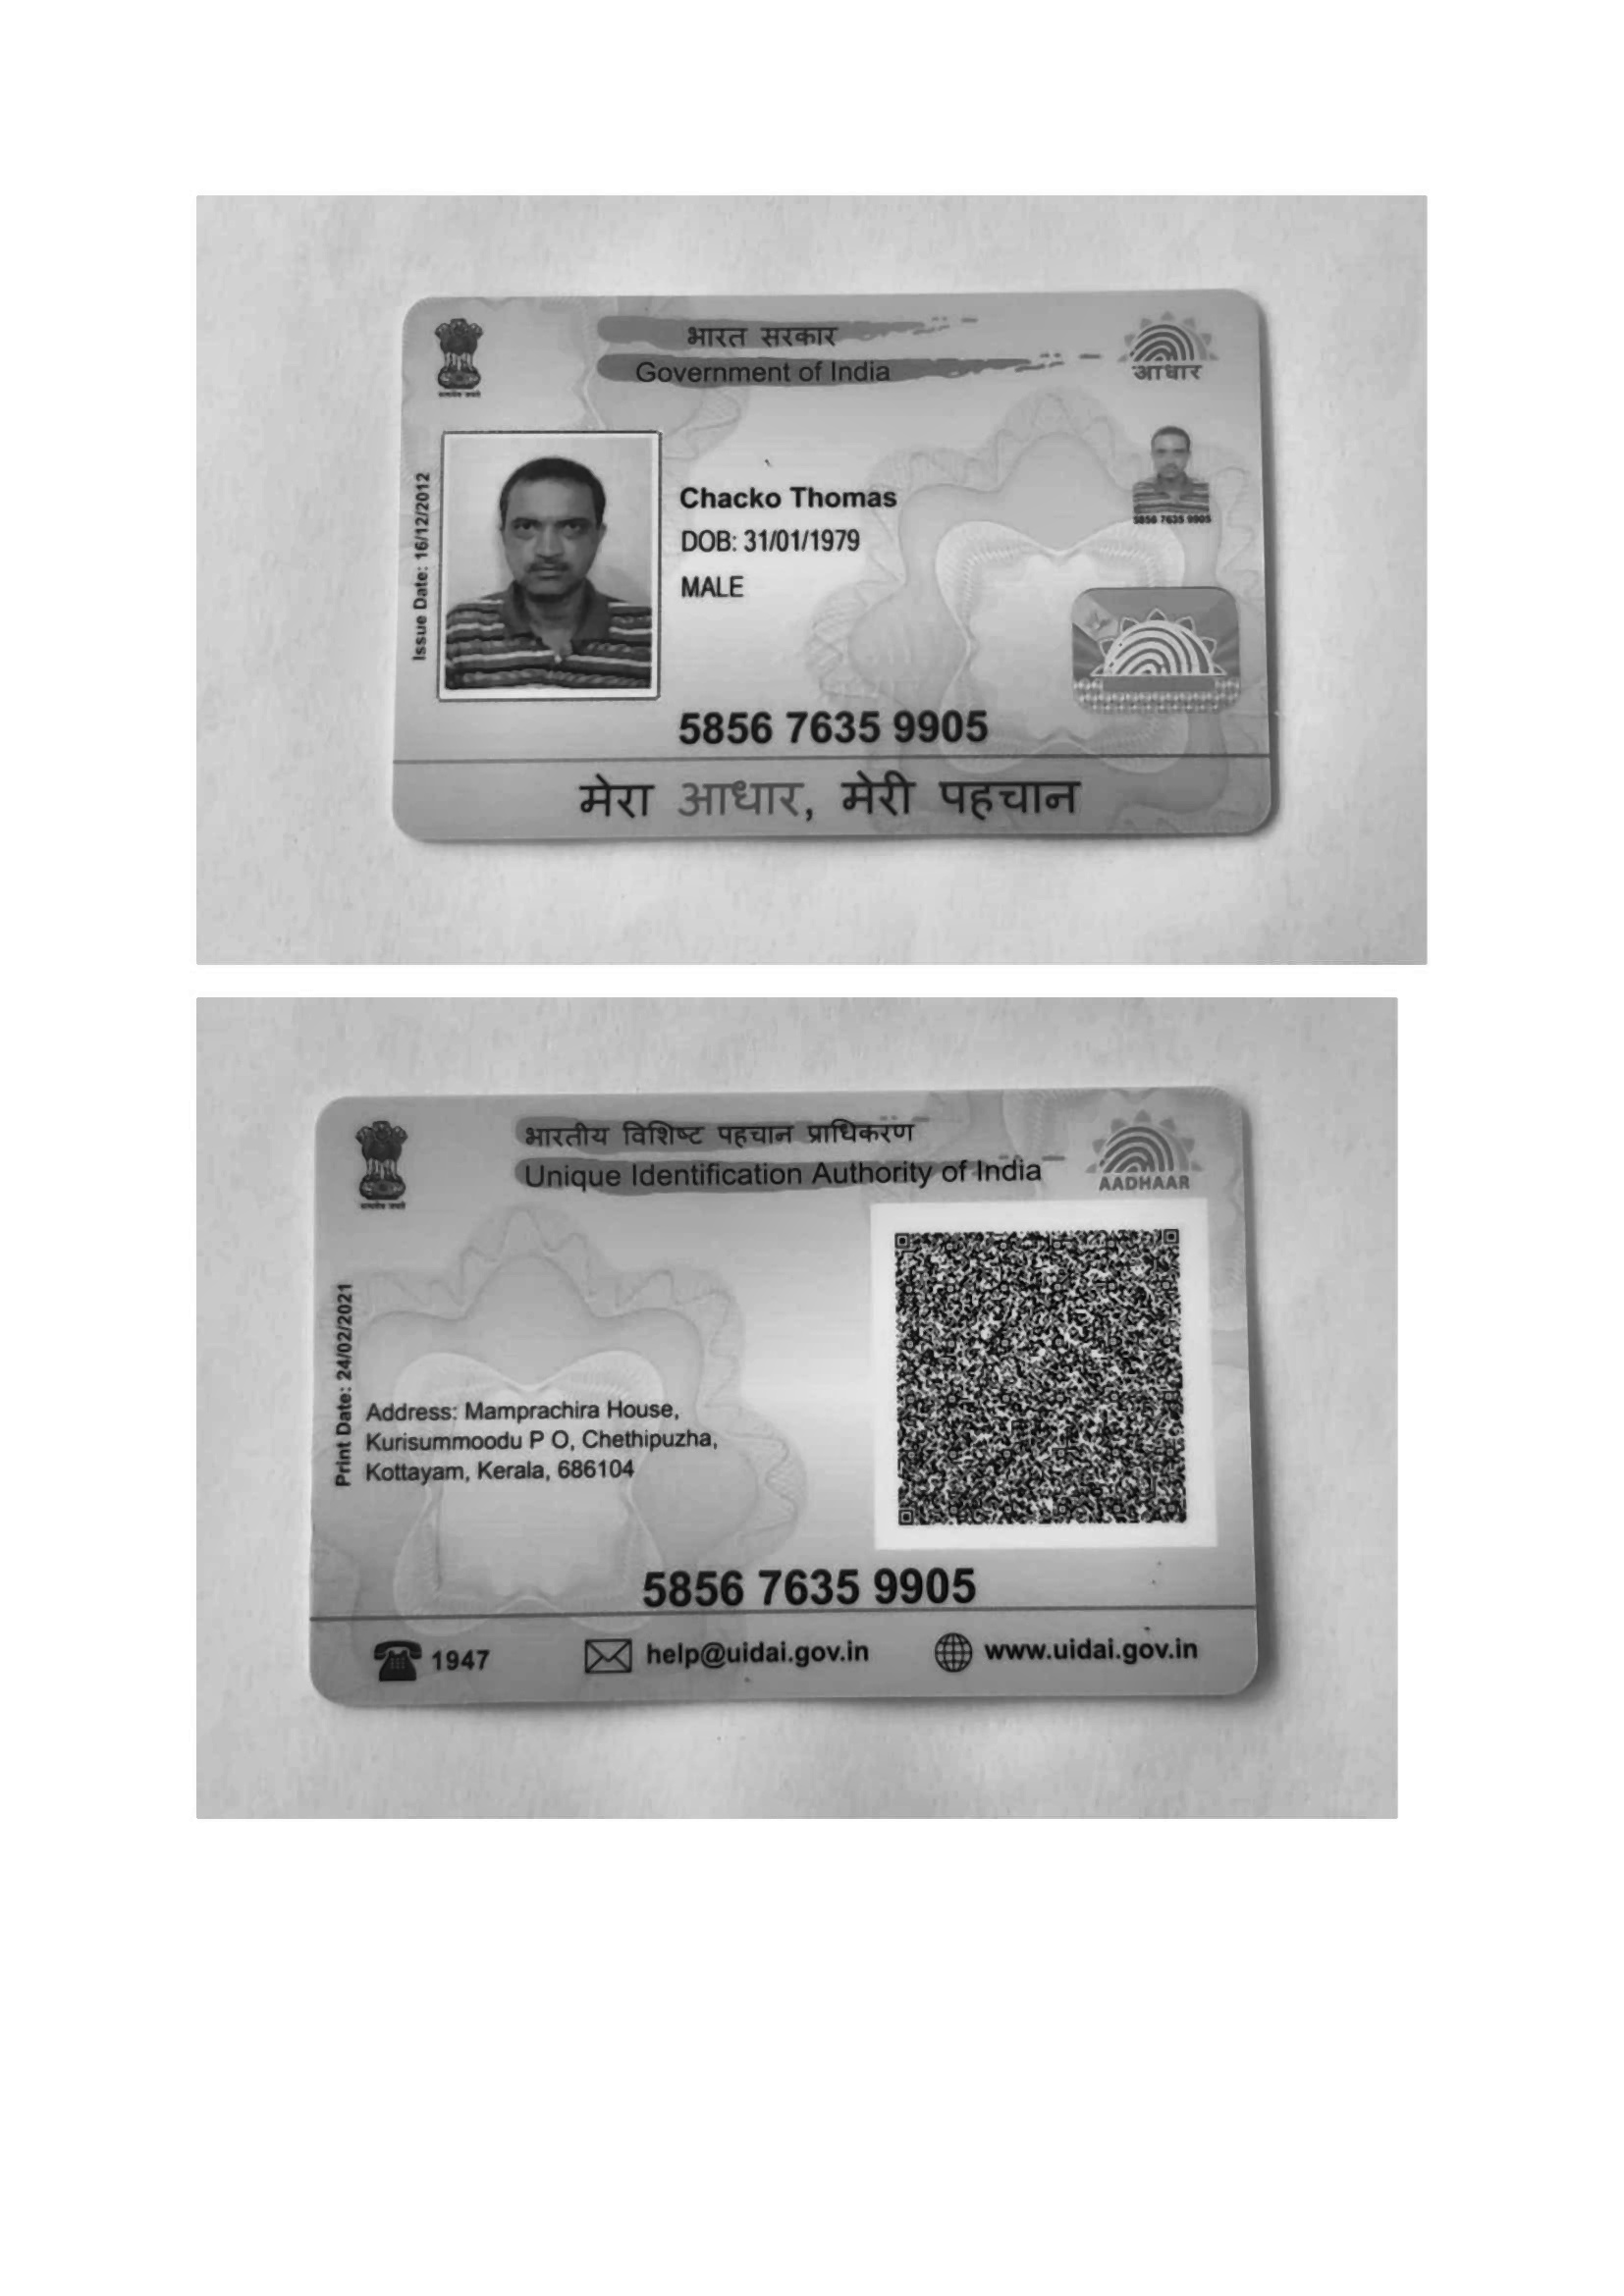 भारत सरकार
Government of India
आधार
Issue Date: 16/12/2012
Chacko Thomas
DOB: 31/01/1979
MALE
5856 7635 9905
5856 7635 9905
मेरा आधार, मेरी पहचान
भारतीय विशिष्ट पहचान प्राधिकरण
Unique Identification Authority of India
AADHAAR
Print Date: 24/02/2021
Address: Mamprachira House,
Kurisummoodu P O, Chethipuzha,
Kottayam, Kerala, 686104
5856 7635 9905
1947
help@uidai.gov.in
www.uidai.gov.in